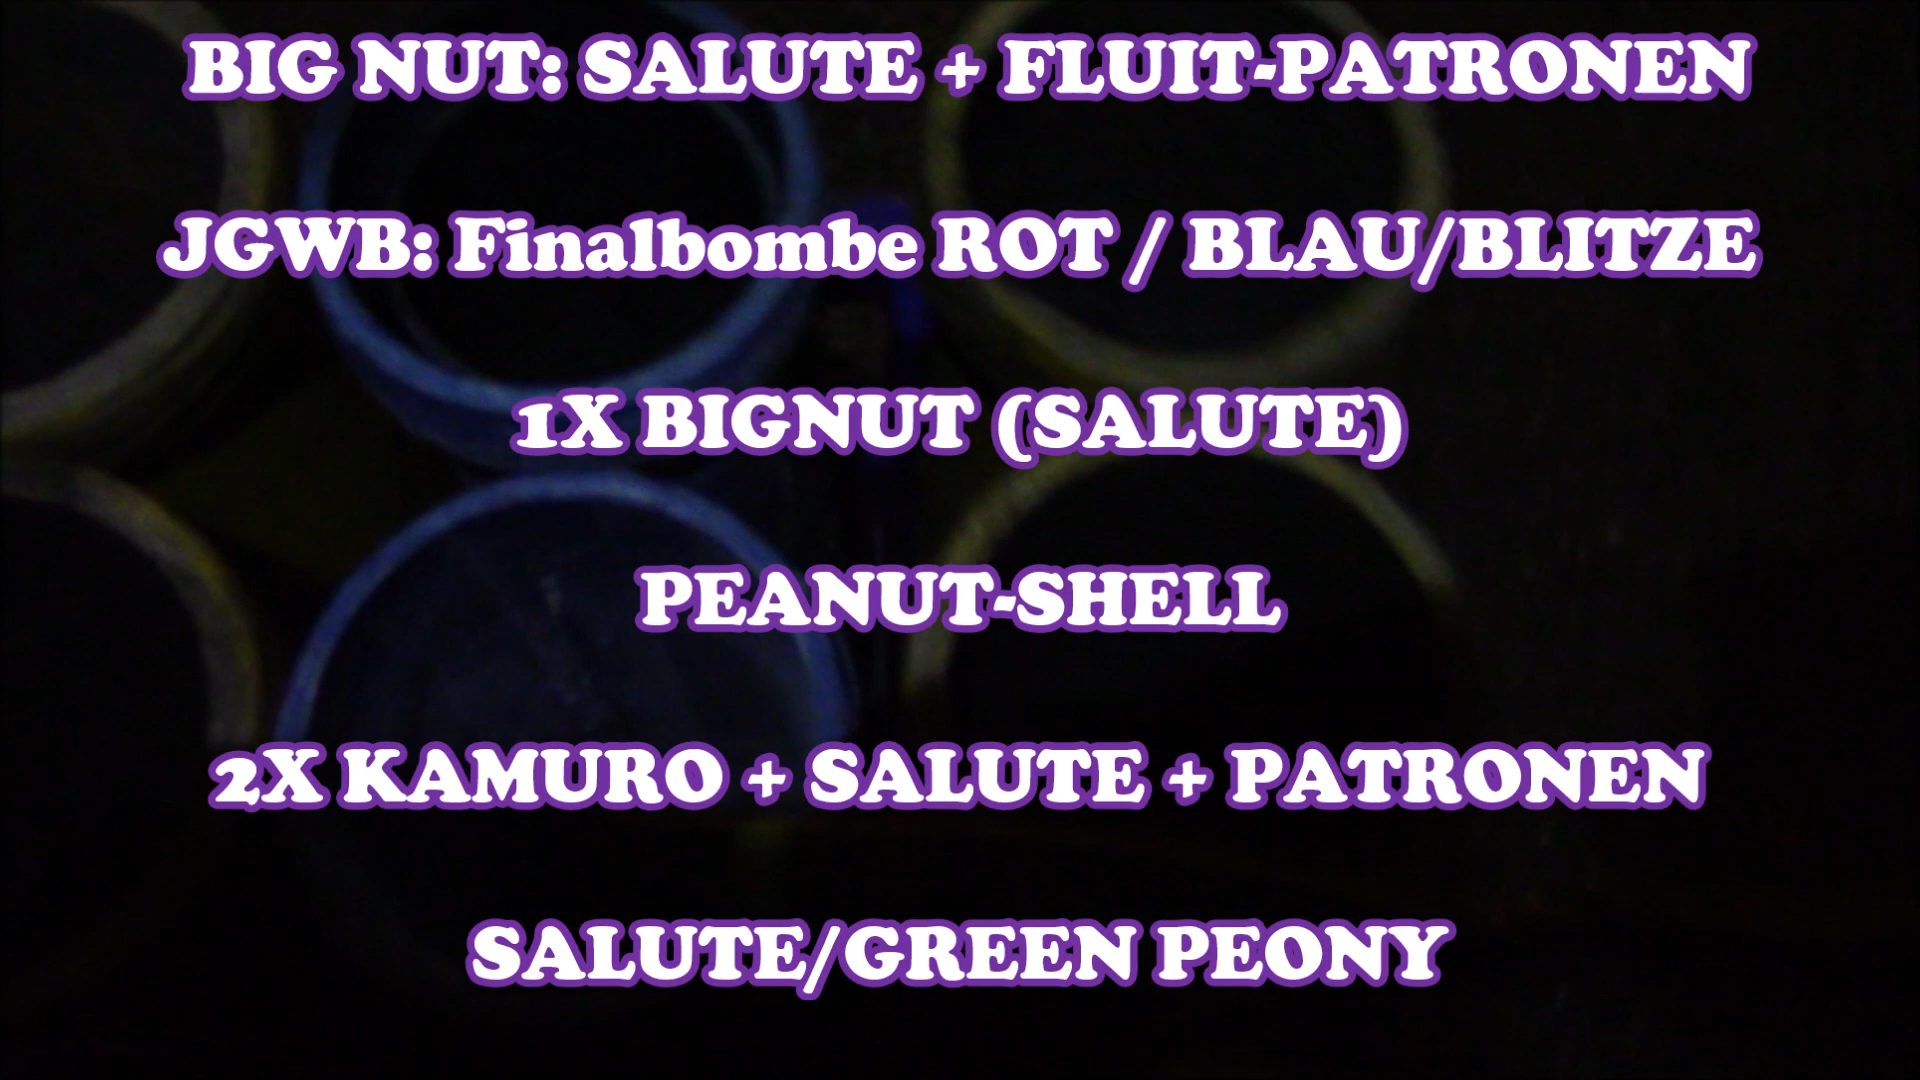 BIG NUT: SALUTE + FLUIT-PATRONEN
JGWB: Finalbombe ROT / BLAU/BLITZE
1X BIGNUT (SALUTE)
PEANUT-SHELL
2X KAMURO + SALUTE + PATRONEN
SALUTE/GREEN PEONY